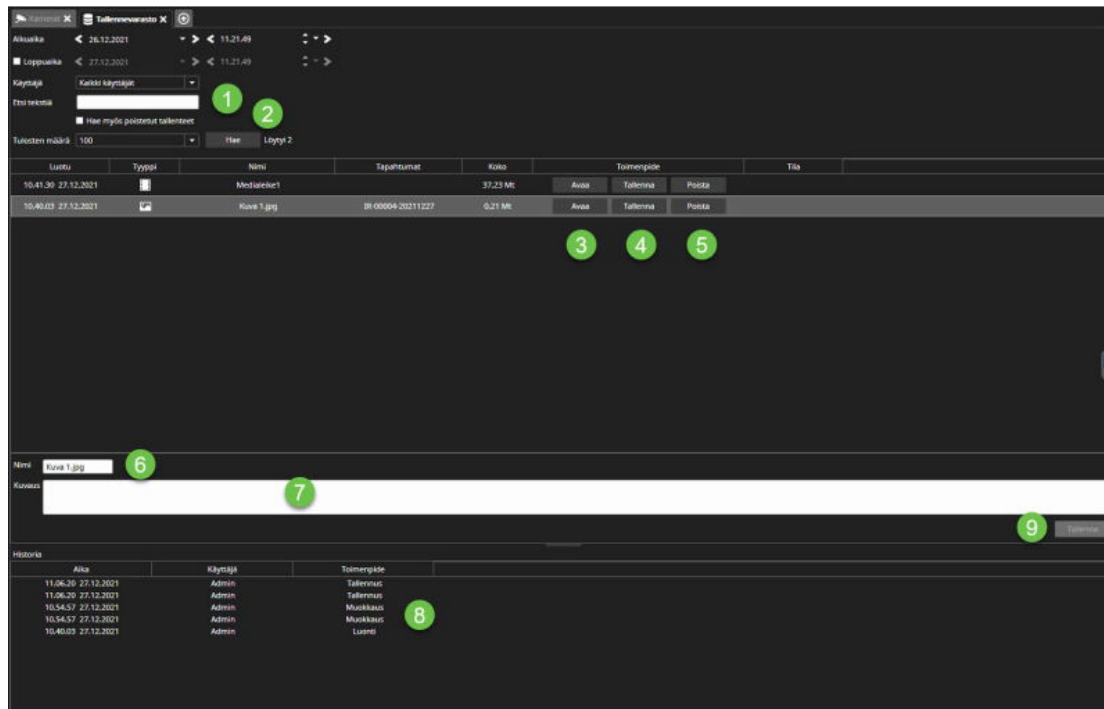 Kamerat Tallennevarasto
Alkuaika 26.12.2021 11.21.49
Loppuaika 27.12.2021 11.21.49
Käyttäjä Kaikki käyttäjät
Etsi tekstiä 1
Hae myös poistetut tallenteet 2
Tulosten määrä 100 Hae Löytyi 2
Luotu Tyyppi Nimi Tapahtumat Koko Toimenpide Tila
10.41.30 27.12.2021 Medialeike1 37,23 Mt Avaa Tallenna Poista
10.40.03 27.12.2021 Kuva 1.jpg IR-00004-20211227 0,21 Mt Avaa Tallenna Poista
3 4 5
Nimi Kuva 1.jpg 6
Kuvaus 7
9 Tallenna
Historia
Aika Käyttäjä Toimenpide
11.06.20 27.12.2021 Admin Tallennus
11.06.20 27.12.2021 Admin Tallennus
10.54.57 27.12.2021 Admin Muokkaus
10.54.57 27.12.2021 Admin Muokkaus
10.40.03 27.12.2021 Admin Luonti
8